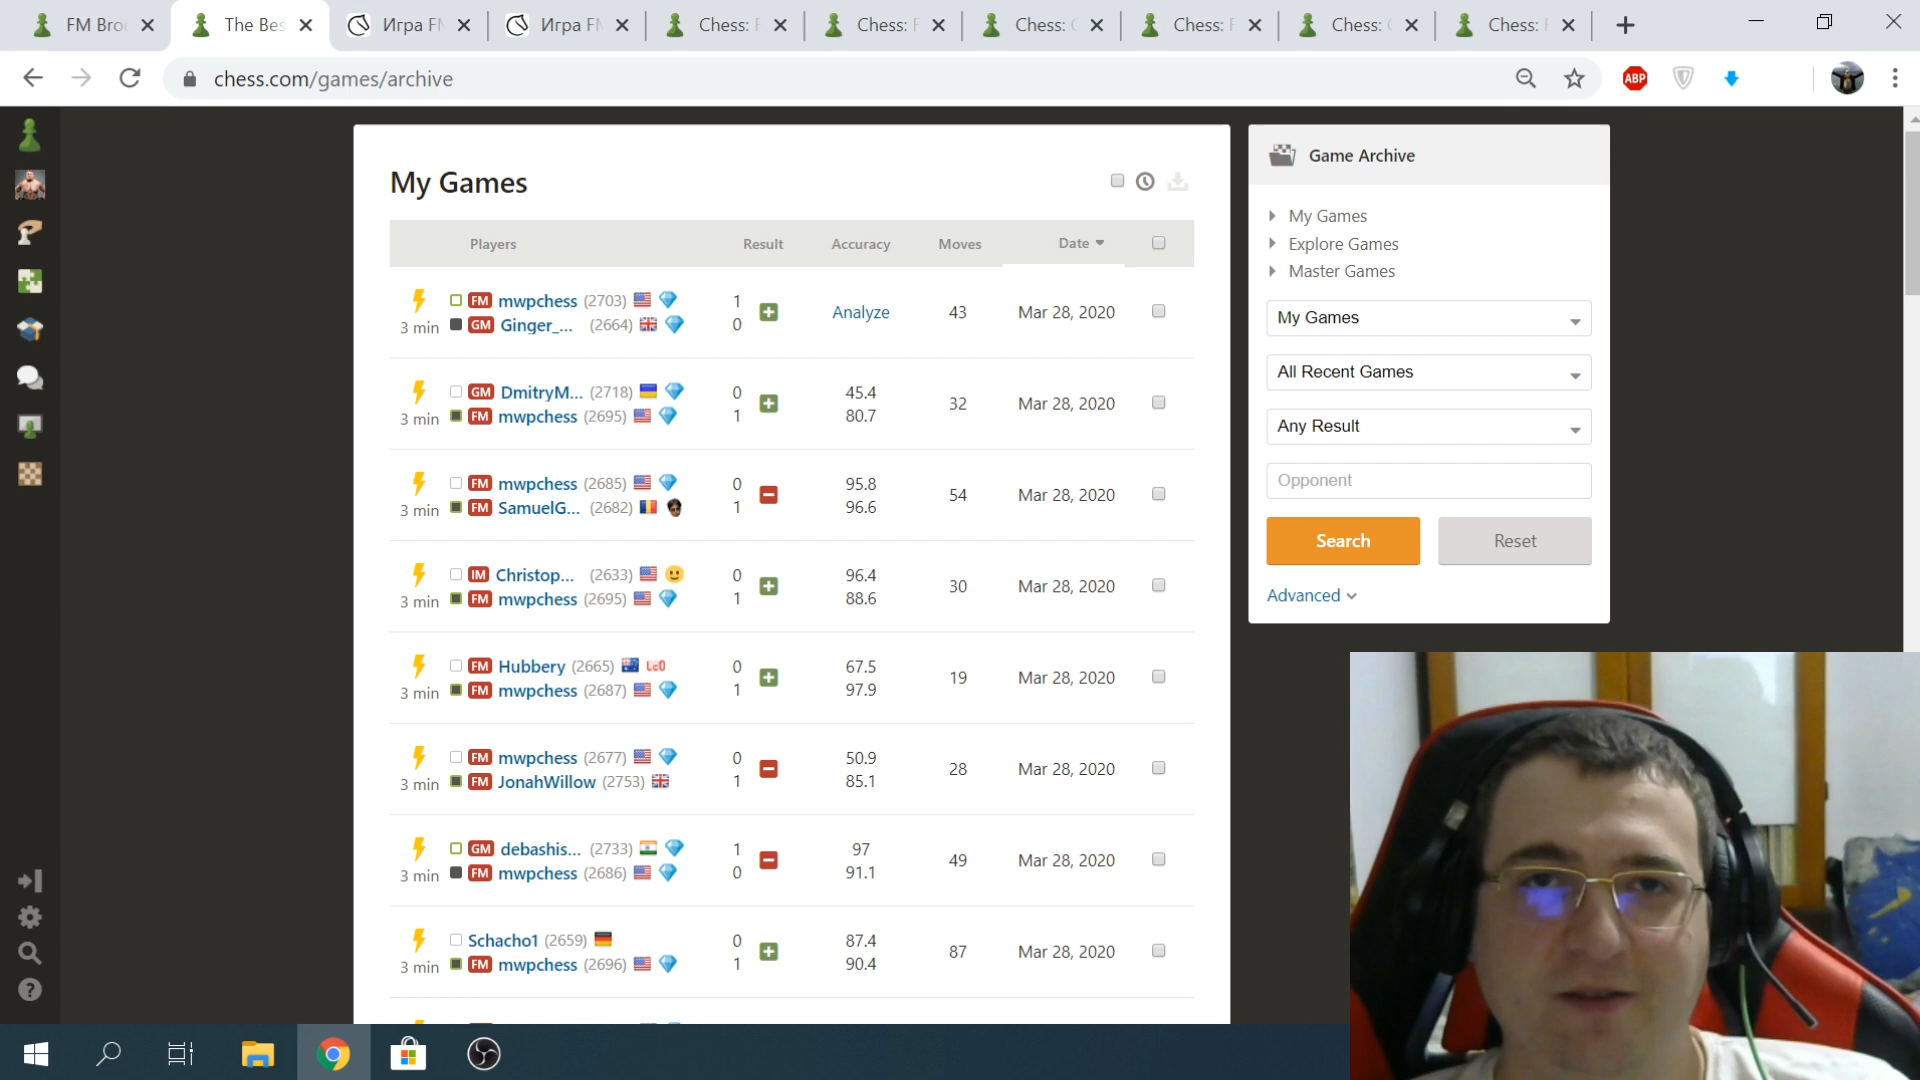 FM Bro
The Bes
Игра FM
Игра FM
Chess:
Chess:
Chess:
Chess:
Chess:
Chess:
chess.com/games/archive
ABP
My Games
Players Result Accuracy Moves Date
3 min
FM mwpchess (2703) 1
GM Ginger_... (2664) 0
Analyze 43 Mar 28, 2020
3 min
GM DmitryM... (2718) 0 45.4
FM mwpchess (2695) 1 80.7
32 Mar 28, 2020
3 min
FM mwpchess (2685) 0 95.8
FM SamuelG... (2682) 1 96.6
54 Mar 28, 2020
3 min
IM Christop... (2633) 0 96.4
FM mwpchess (2695) 1 88.6
30 Mar 28, 2020
3 min
FM Hubbery (2665) 0 67.5
FM mwpchess (2687) 1 97.9
19 Mar 28, 2020
3 min
FM mwpchess (2677) 0 50.9
FM JonahWillow (2753) 1 85.1
28 Mar 28, 2020
3 min
GM debashis... (2733) 1 97
FM mwpchess (2686) 0 91.1
49 Mar 28, 2020
3 min
Schacho1 (2659) 0 87.4
FM mwpchess (2696) 1 90.4
87 Mar 28, 2020
Game Archive
My Games
Explore Games
Master Games
My Games
All Recent Games
Any Result
Opponent
Search Reset
Advanced